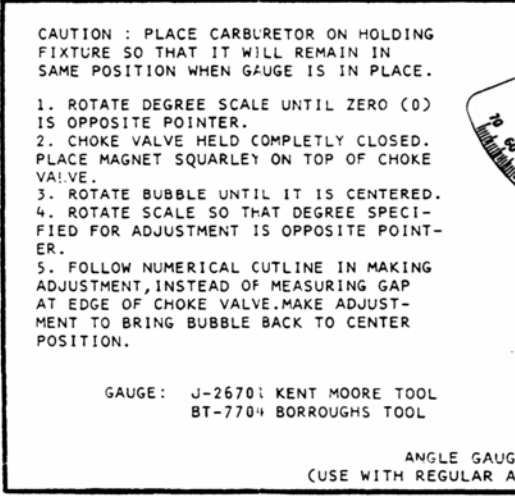 CAUTION : PLACE CARBURETOR ON HOLDING
FIXTURE SO THAT IT WILL REMAIN IN
SAME POSITION WHEN GAUGE IS IN PLACE.
1. ROTATE DEGREE SCALE UNTIL ZERO (0)
IS OPPOSITE POINTER.
2. CHOKE VALVE HELD COMPLETLY CLOSED.
PLACE MAGNET SQUARLEY ON TOP OF CHOKE
VALVE.
3. ROTATE BUBBLE UNTIL IT IS CENTERED.
4. ROTATE SCALE SO THAT DEGREE SPECI-
FIED FOR ADJUSTMENT IS OPPOSITE POINT-
ER.
5. FOLLOW NUMERICAL CUTLINE IN MAKING
ADJUSTMENT,INSTEAD OF MEASURING GAP
AT EDGE OF CHOKE VALVE.MAKE ADJUST-
MENT TO BRING BUBBLE BACK TO CENTER
POSITION.
GAUGE: J-26701 KENT MOORE TOOL
BT-7704 BORROUGHS TOOL
ANGLE GAUG
(USE WITH REGULAR A
70 60